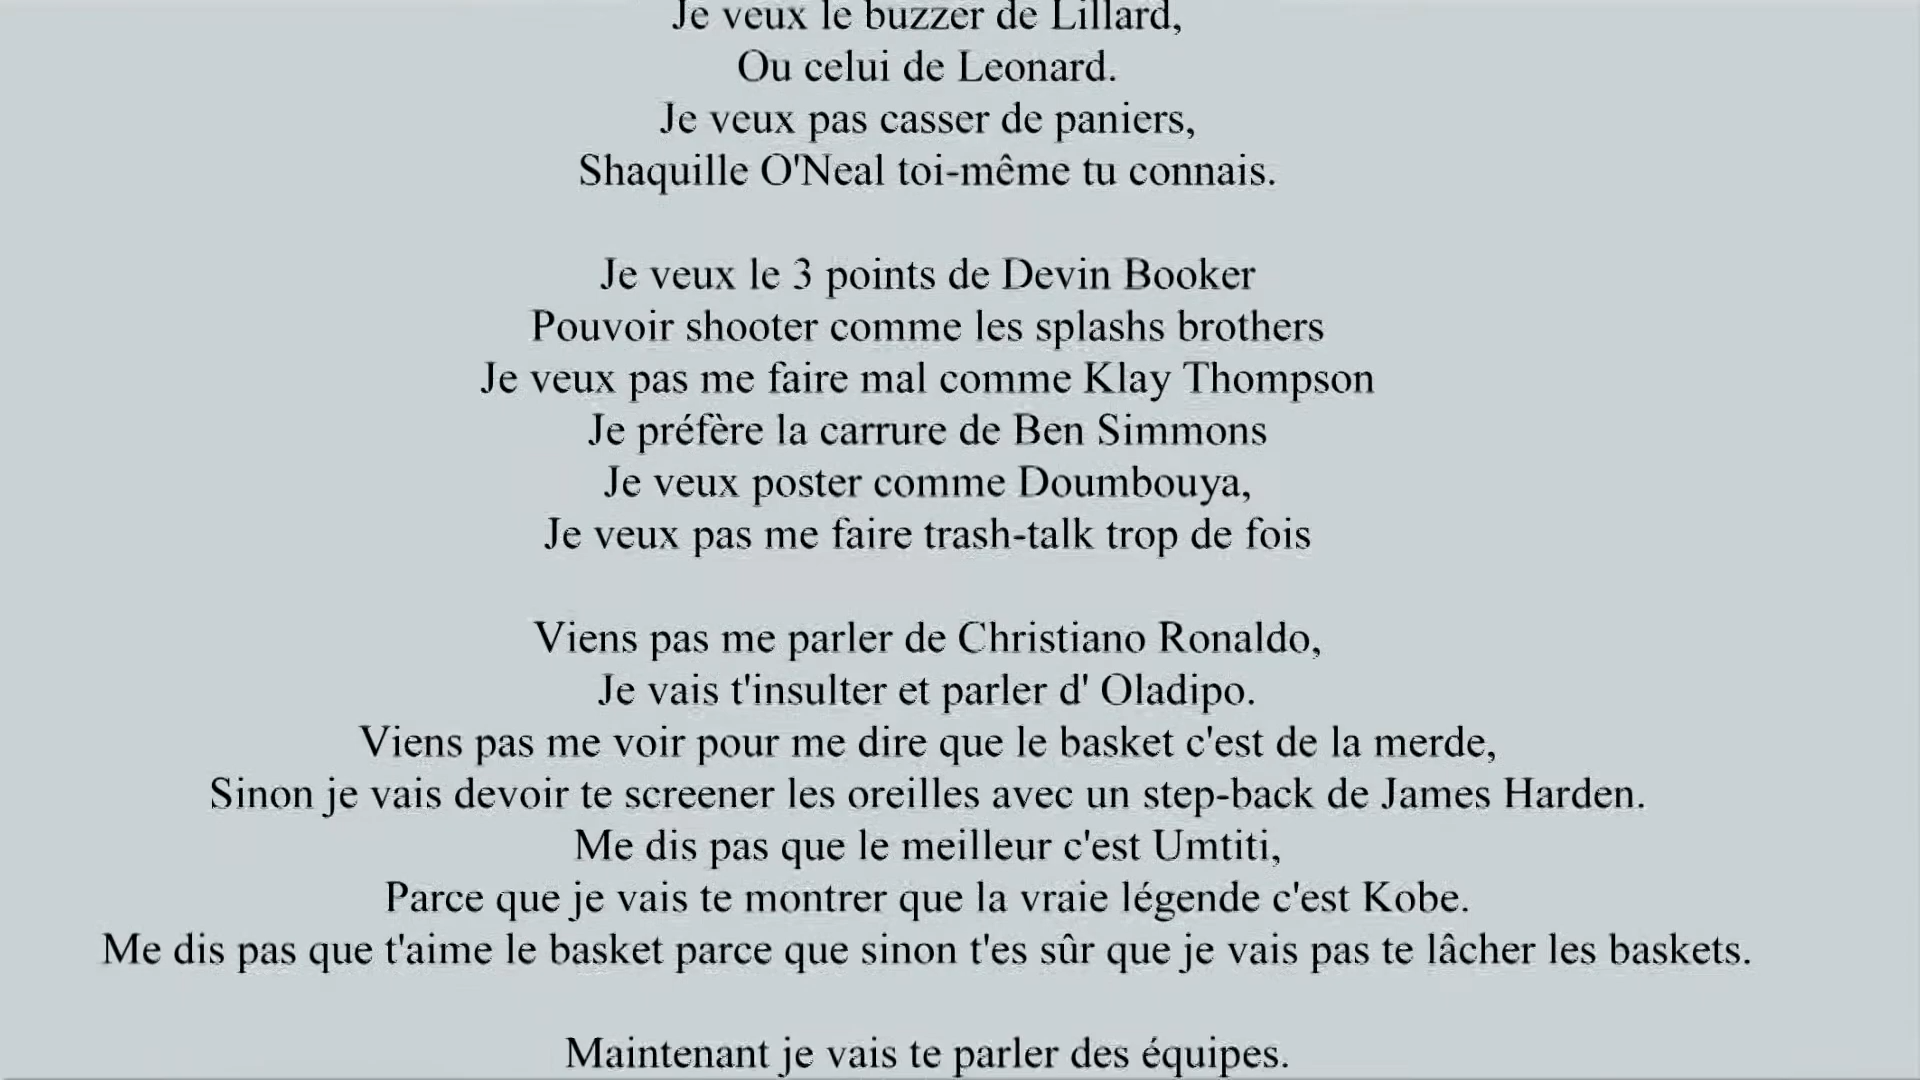 Je veux le buzzer de Lillard,
Ou celui de Leonard.
Je veux pas casser de paniers,
Shaquille O'Neal toi-même tu connais.
Je veux le 3 points de Devin Booker
Pouvoir shooter comme les splashs brothers
Je veux pas me faire mal comme Klay Thompson
Je préfère la carrure de Ben Simmons
Je veux poster comme Doumbouya,
Je veux pas me faire trash-talk trop de fois
Viens pas me parler de Christiano Ronaldo,
Je vais t'insulter et parler d' Oladipo.
Viens pas me voir pour me dire que le basket c'est de la merde,
Sinon je vais devoir te screener les oreilles avec un step-back de James Harden.
Me dis pas que le meilleur c'est Umtiti,
Parce que je vais te montrer que la vraie légende c'est Kobe.
Me dis pas que t'aime le basket parce que sinon t'es sûr que je vais pas te lâcher les baskets.
Maintenant je vais te parler des équipes.